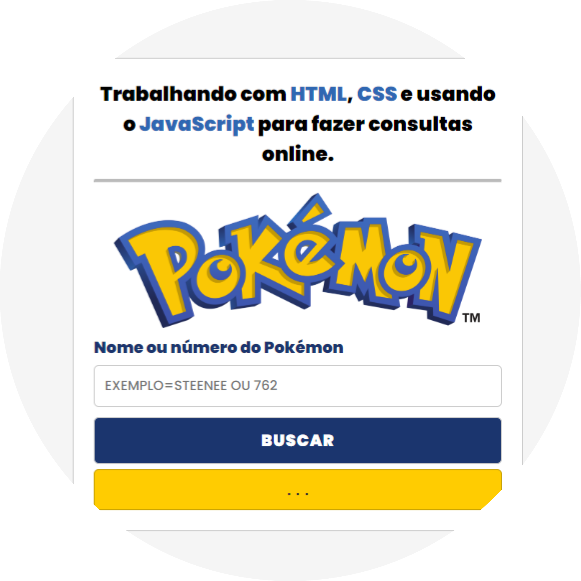 Trabalhando com HTML, CSS e usando
o JavaScript para fazer consultas
online.
POKéMON
TM
Nome ou número do Pokémon
EXEMPLO=STEENEE OU 762
BUSCAR
. . .